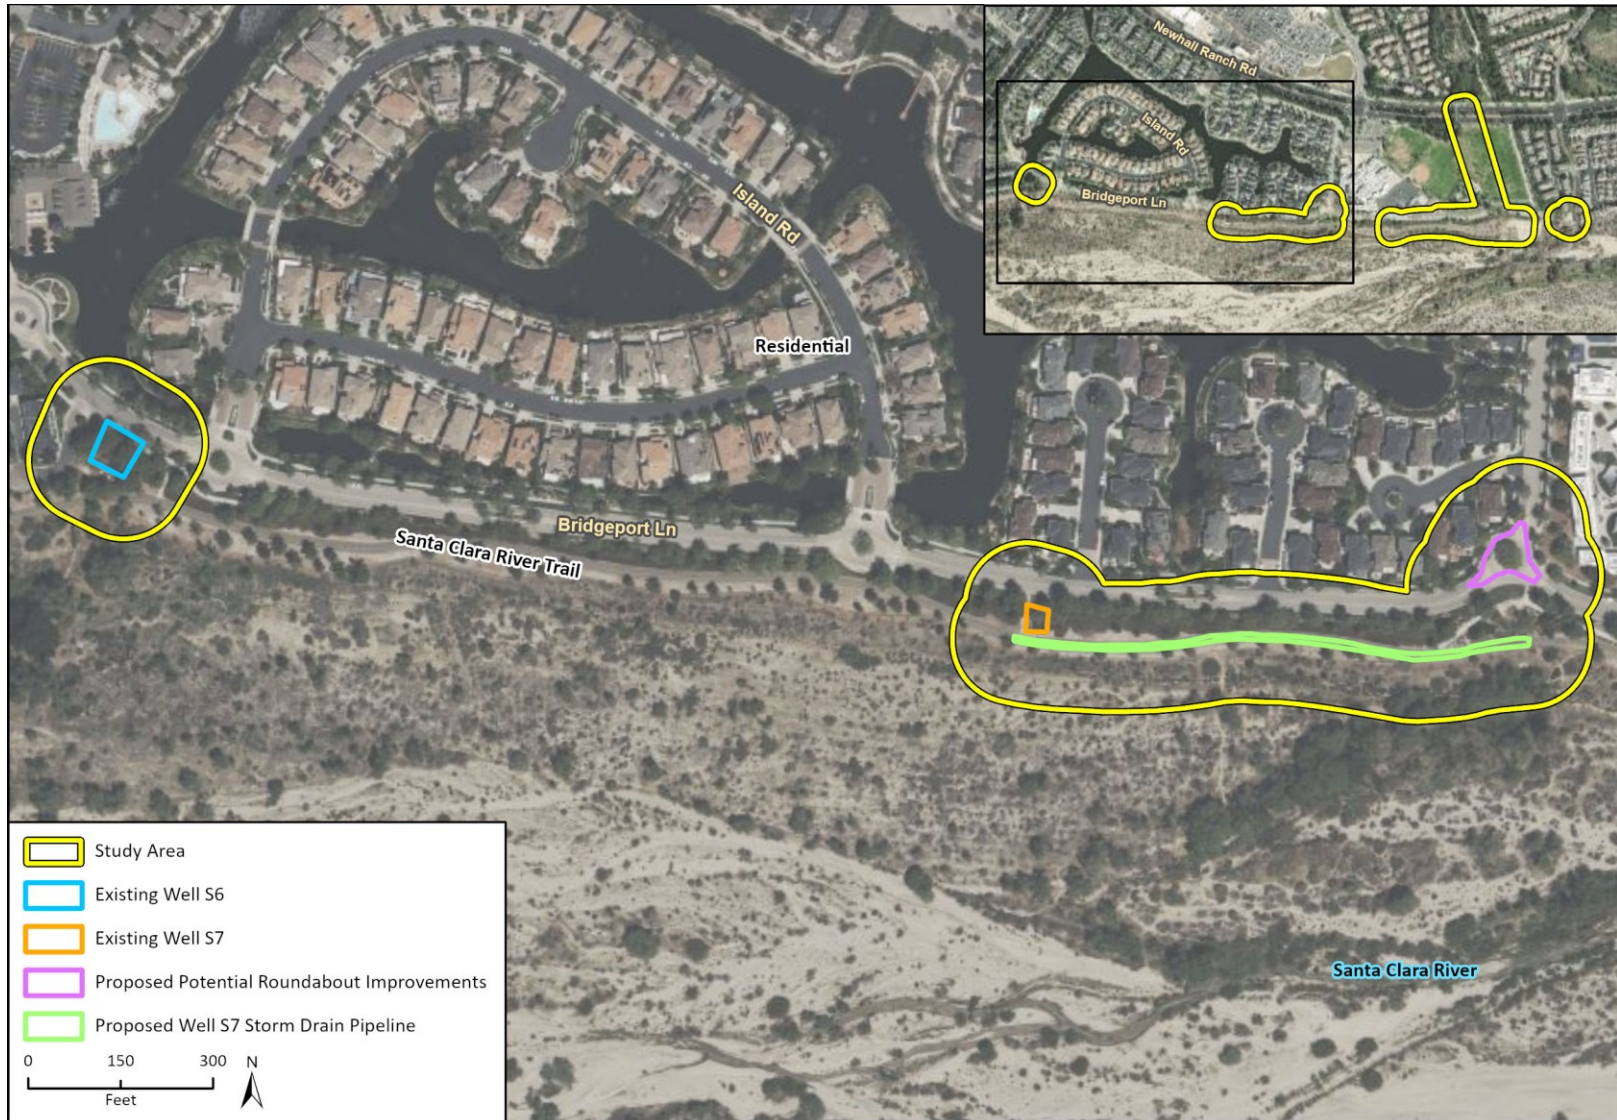 Newhall Ranch Rd
Island Rd
Bridgeport Ln
Island Rd
Residential
Bridgeport Ln
Santa Clara River Trail
Santa Clara River
Study Area
Existing Well S6
Existing Well S7
Proposed Potential Roundabout Improvements
Proposed Well S7 Storm Drain Pipeline
0 150 300
N
Feet